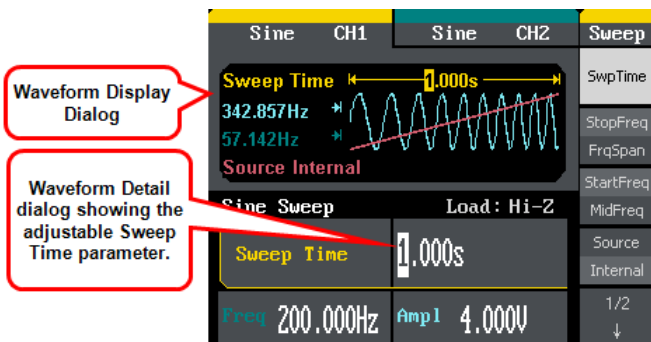 Sine CH1 Sine CH2 Sweep
Waveform Display
Dialog
Sweep Time 1.000s
342.857Hz
57.142Hz
Source Internal
SwpTime
StopFreq
FrqSpan
StartFreq
MidFreq
Source
Internal
1/2
↓
Waveform Detail
dialog showing the
adjustable Sweep
Time parameter.
Sine Sweep Load: Hi-Z
Sweep Time 1.000s
Freq 200.000Hz Ampl 4.000V